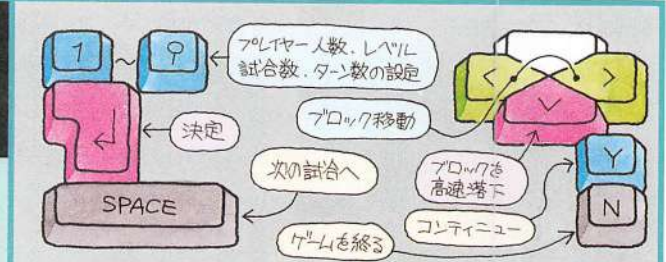 1 ~ 9
プレイヤー人数、レベル
試合数、ターン数の設定
決定
SPACE
次の試合へ
ゲームを終る
< >
∨
ブロック移動
ブロックを
高速落下
コンティニュー
Y
N